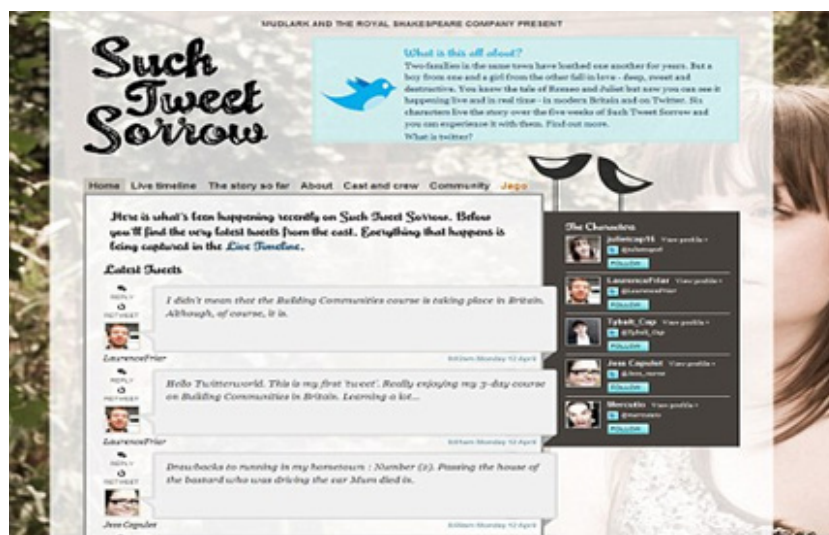 MUDLARK AND THE ROYAL SHAKESPEARE COMPANY PRESENT
Such
Tweet
Sorrow
What is this all about?
Two families in the same town have loathed one another for years. But a
boy from one and a girl from the other fall in love - deep, sweet and
destructive. You know the tale of Romeo and Juliet but now you can see it
happening live and in real time - in modern Britain and on Twitter. Six
characters live the story over the five weeks of Such Tweet Sorrow and
you can experience it with them. Find out more.
What is twitter?
Home Live timeline The story so far About Cast and crew Community Jago
Here is what's been happening recently on Such Tweet Sorrow. Below
you'll find the very latest tweets from the cast. Everything that happens is
being captured in the Live Timeline.
Latest Tweets
REPLY
RETWEET
I didn't mean that the Building Communities course is taking place in Britain.
Although, of course, it is.
LaurenceFriar
Monday 12 April
REPLY
RETWEET
Hello Twitterworld. This is my first 'tweet'. Really enjoying my 3-day course
on Building Communities in Britain. Learning a lot...
LaurenceFriar
Monday 12 April
REPLY
RETWEET
Drawbacks to running in my hometown : Number (2). Passing the house of
the bastard who was driving the car Mum died in.
Jess Capulet
Monday 12 April
The Characters
julietcap16 View profile >
@julietcap16
FOLLOW
LaurenceFriar View profile >
@LaurenceFriar
FOLLOW
Tybalt_Cap View profile >
@Tybalt_Cap
FOLLOW
Jess Capulet View profile >
@Jess_nurse
FOLLOW
Mercutio View profile >
@mercuteio
FOLLOW